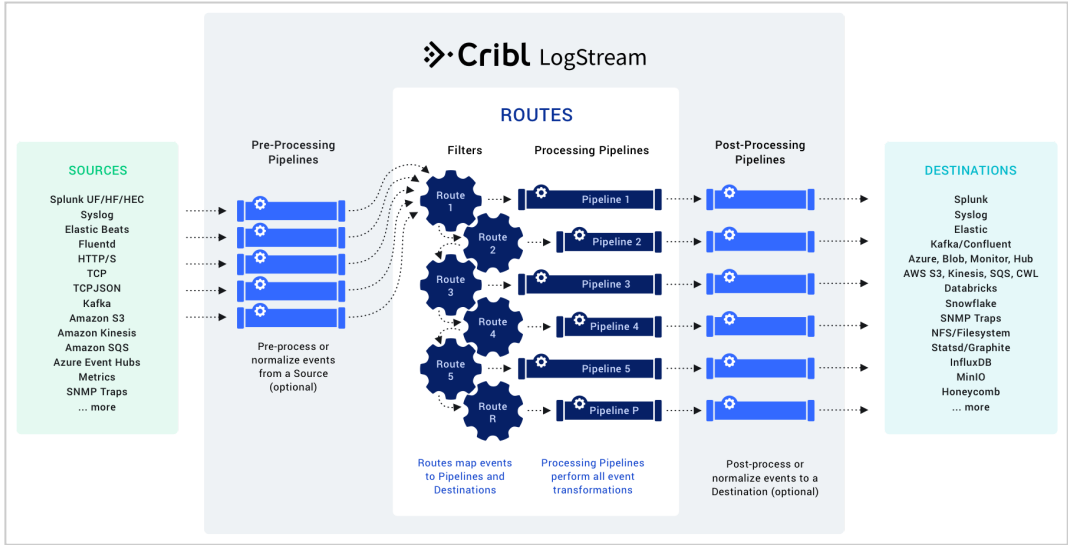 Cribl LogStream
ROUTES
Pre-Processing
Pipelines
Filters
Processing Pipelines
Post-Processing
Pipelines
SOURCES
Splunk UF/HF/HEC
Syslog
Elastic Beats
Fluentd
HTTP/S
TCP
TCPJSON
Kafka
Amazon S3
Amazon Kinesis
Amazon SQS
Azure Event Hubs
Metrics
SNMP Traps
... more
Pre-process or
normalize events
from a Source
(optional)
Route
1
Route
2
Route
3
Route
4
Route
5
Route
R
Pipeline 1
Pipeline 2
Pipeline 3
Pipeline 4
Pipeline 5
Pipeline P
Routes map events
to Pipelines and
Destinations
Processing Pipelines
perform all event
transformations
Post-process or
normalize events to a
Destination (optional)
DESTINATIONS
Splunk
Syslog
Elastic
Kafka/Confluent
Azure, Blob, Monitor, Hub
AWS S3, Kinesis, SQS, CWL
Databricks
Snowflake
SNMP Traps
NFS/Filesystem
Statsd/Graphite
InfluxDB
MinIO
Honeycomb
... more